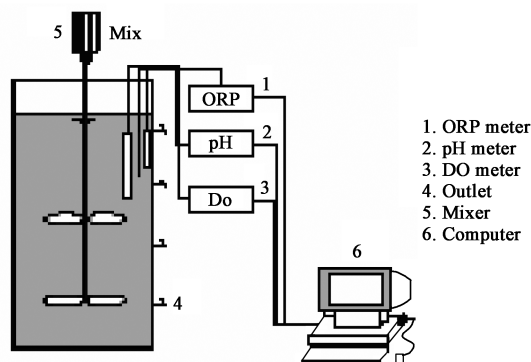 5 Mix
ORP 1
pH 2
Do 3
4
6
1. ORP meter
2. pH meter
3. DO meter
4. Outlet
5. Mixer
6. Computer